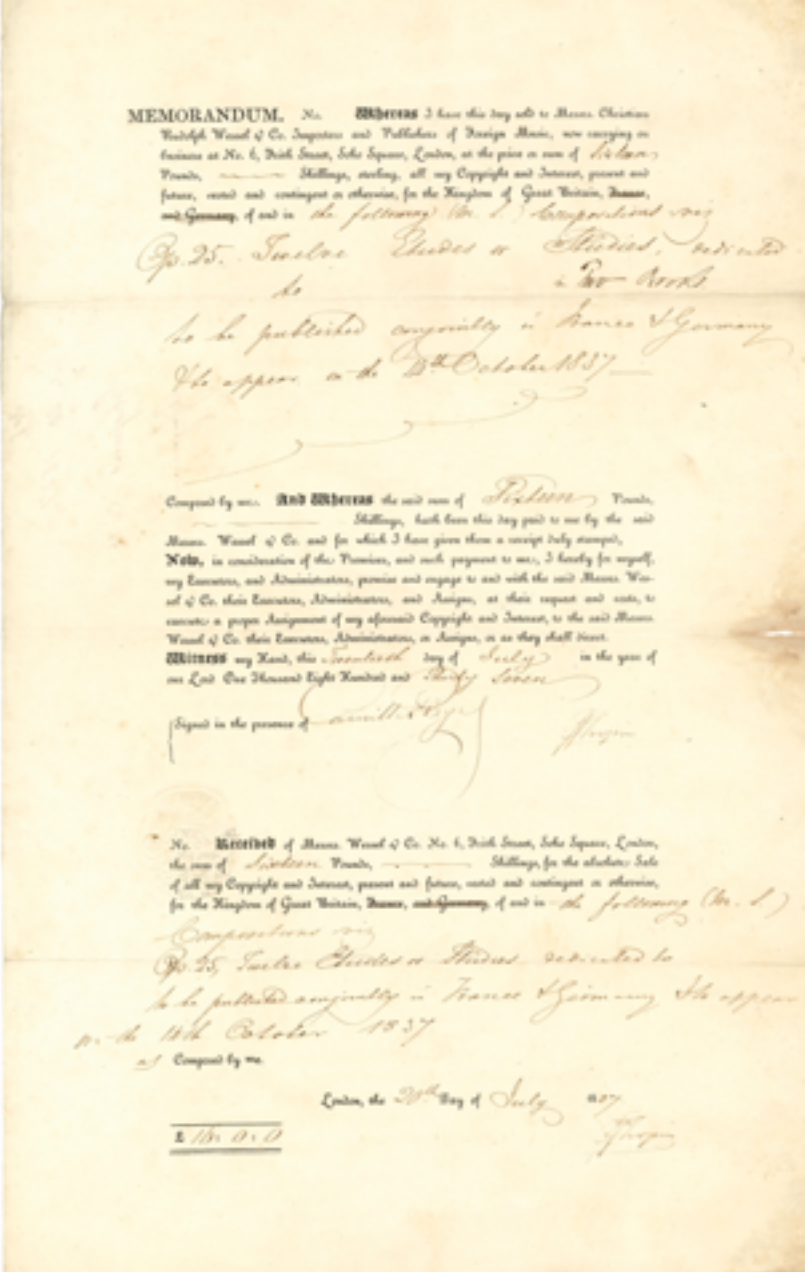 MEMORANDUM. No. Whereas I have this day sold to Messrs. Christian
Rudolph Wessel & Co. Importers and Publishers of Foreign Music, now carrying on
business at No. 6, Frith Street, Soho Square, London, at the price or sum of Sixteen
Pounds, Shillings, sterling, all my Copyright and Interest, present and
future, vested and contingent or otherwise, for the Kingdom of Great Britain, France,
and Germany, of and in the following (M. S.) Compositions viz
Op. 25. Twelve Etudes or Studies, dedicated
to in Two Books
to be published conjointly in France & Germany
& to appear on the October 1837
Composed by me. And Whereas the said sum of Sixteen Pounds,
Shillings, hath been this day paid to me by the said
Messrs. Wessel & Co. and for which I have given them a receipt duly stamped,
Now, in consideration of the Premises, and such payment to me, I hereby for myself,
my Executors, and Administrators, promise and engage to and with the said Messrs. Wes-
sel & Co. their Executors, Administrators, and Assigns, at their request and costs, to
execute a proper Assignment of my aforesaid Copyright and Interest, to the said Messrs.
Wessel & Co. their Executors, Administrators, or Assigns, or as they shall direct.
Witness my Hand, this Twentieth day of July in the year of
our Lord One Thousand Eight Hundred and Thirty Seven
Signed in the presence of
FChopin
No. Received of Messrs. Wessel & Co. No. 6, Frith Street, Soho Square, London,
the sum of Sixteen Pounds, Shillings, for the absolute Sale
of all my Copyright and Interest, present and future, vested and contingent or otherwise,
for the Kingdom of Great Britain, France, and Germany, of and in the following (M. S.)
Compositions viz
Op. 25, Twelve Etudes or Studies dedicated to
to be published conjointly in France & Germany & to appear
on the October 1837
as Composed by me.
London, the 20th Day of July 1837
£ 16. 0. 0
FChopin